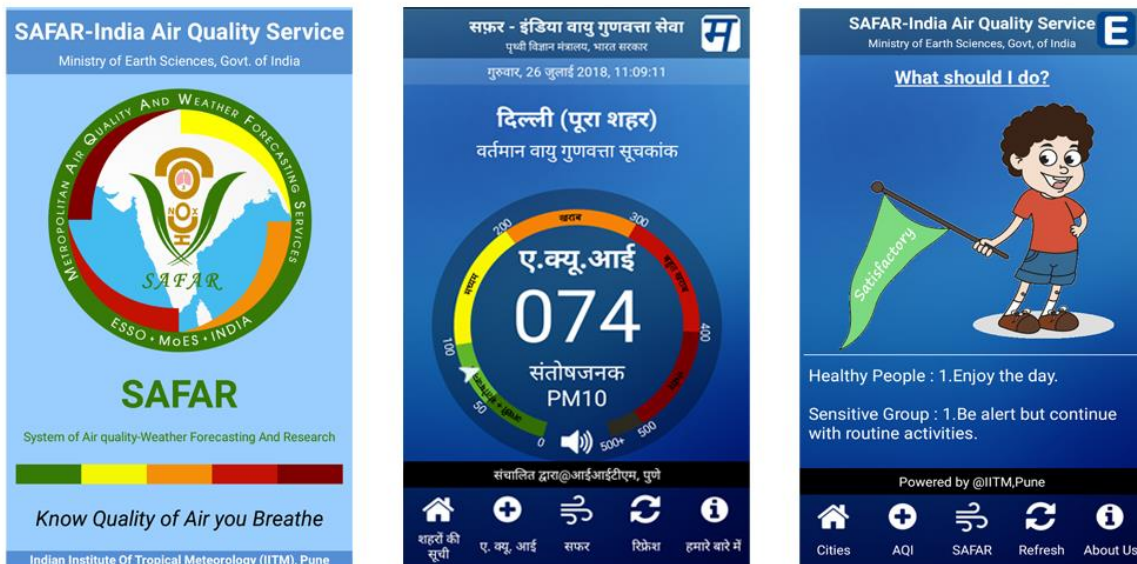 SAFAR-India Air Quality Service
Ministry of Earth Sciences, Govt. of India
METROPOLITAN AIR QUALITY AND WEATHER FORECASTING SERVICES
NOX
SAFAR
ESSO • MoES • INDIA
SAFAR
System of Air quality-Weather Forecasting And Research
Know Quality of Air you Breathe
Indian Institute Of Tropical Meteorology (IITM), Pune
सफ़र - इंडिया वायु गुणवत्ता सेवा
पृथ्वी विज्ञान मंत्रालय, भारत सरकार
म
गुरुवार, 26 जुलाई 2018, 11:09:11
दिल्ली (पूरा शहर)
वर्तमान वायु गुणवत्ता सूचकांक
200
खराब
300
मध्यम
बहुत खराब
ए.क्यू.आई
074
100
400
संतोषजनक
PM10
50
0
500+
500
संचालित द्वारा@आईआईटीएम, पुणे
शहरों की
सूची
ए. क्यू. आई
सफर
रिफ्रेश
हमारे बारे में
SAFAR-India Air Quality Service
Ministry of Earth Sciences, Govt, of India
E
What should I do?
Satisfactory
Healthy People : 1.Enjoy the day.
Sensitive Group : 1.Be alert but continue
with routine activities.
Powered by @IITM,Pune
Cities
AQI
SAFAR
Refresh
About Us